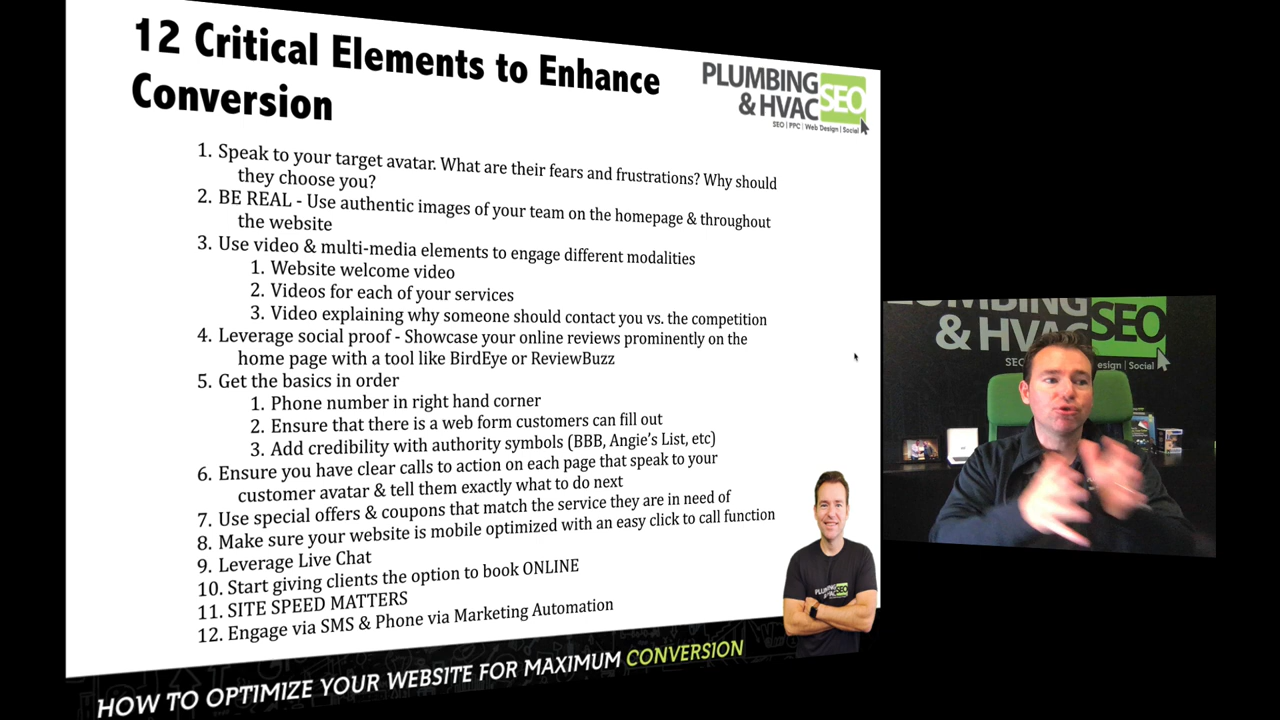 12 Critical Elements to Enhance
Conversion
PLUMBING
& HVAC SEO
SEO | PPC | Web Design | Social
1. Speak to your target avatar. What are their fears and frustrations? Why should
they choose you?
2. BE REAL - Use authentic images of your team on the homepage & throughout
the website
3. Use video & multi-media elements to engage different modalities
1. Website welcome video
2. Videos for each of your services
3. Video explaining why someone should contact you vs. the competition
4. Leverage social proof - Showcase your online reviews prominently on the
home page with a tool like BirdEye or ReviewBuzz
5. Get the basics in order
1. Phone number in right hand corner
2. Ensure that there is a web form customers can fill out
3. Add credibility with authority symbols (BBB, Angie's List, etc)
6. Ensure you have clear calls to action on each page that speak to your
customer avatar & tell them exactly what to do next
7. Use special offers & coupons that match the service they are in need of
8. Make sure your website is mobile optimized with an easy click to call function
9. Leverage Live Chat
10. Start giving clients the option to book ONLINE
11. SITE SPEED MATTERS
12. Engage via SMS & Phone via Marketing Automation
PLUMBING
& HVAC SEO
HOW TO OPTIMIZE YOUR WEBSITE FOR MAXIMUM CONVERSION
PLUMBING
& HVAC SEO
esign | Social